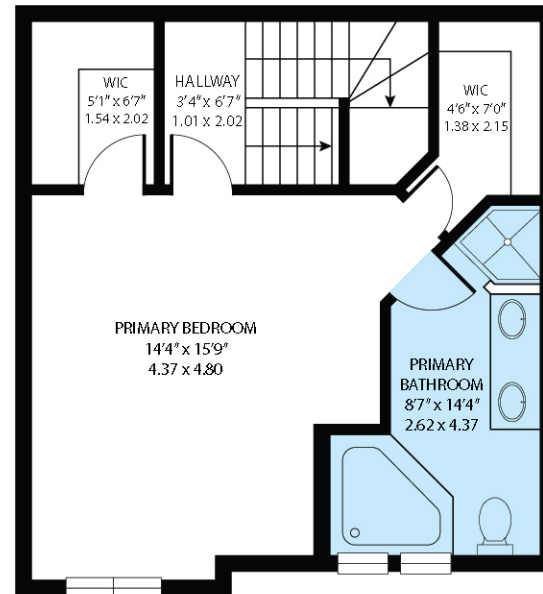 WIC
5'1" x 6'7"
1.54 x 2.02
HALLWAY
3'4" x 6'7"
1.01 x 2.02
WIC
4'6" x 7'0"
1.38 x 2.15
PRIMARY BEDROOM
14'4" x 15'9"
4.37 x 4.80
PRIMARY
BATHROOM
8'7" x 14'4"
2.62 x 4.37